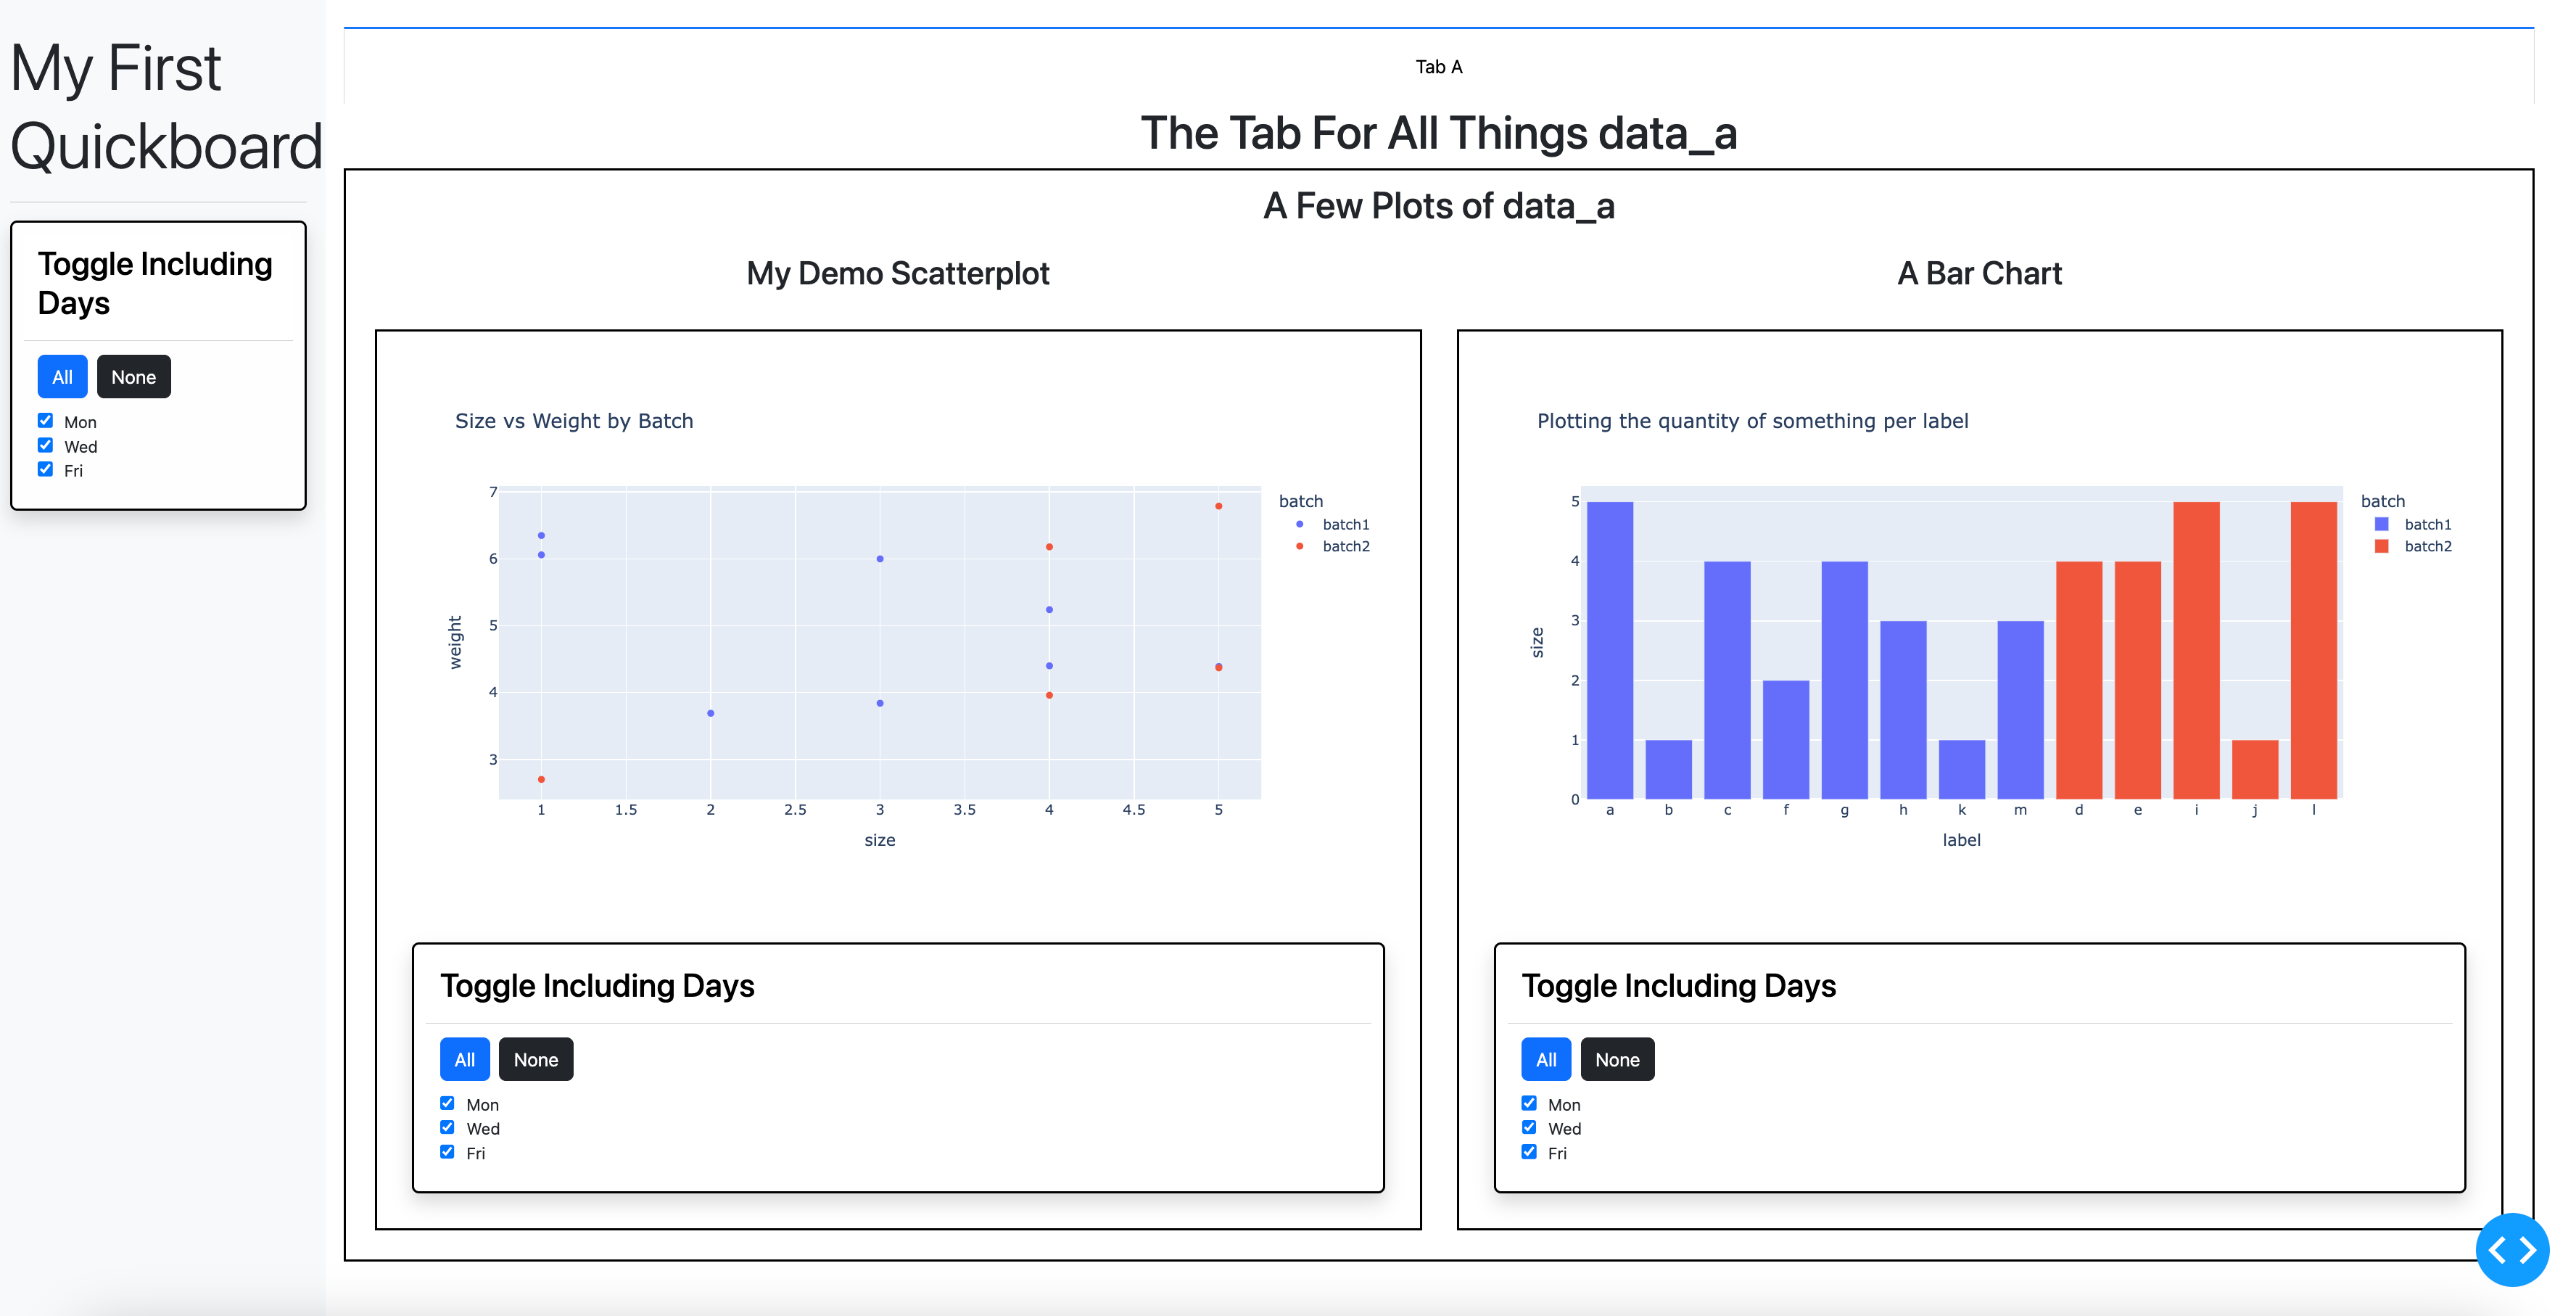 My First
Quickboard
Toggle Including
Days
All None
Mon
Wed
Fri
Tab A
The Tab For All Things data_a
A Few Plots of data_a
My Demo Scatterplot
Size vs Weight by Batch
7
6
5
4
3
weight
1 1.5 2 2.5 3 3.5 4 4.5 5
size
batch
batch1
batch2
Toggle Including Days
All None
Mon
Wed
Fri
A Bar Chart
Plotting the quantity of something per label
5
4
3
2
1
0
size
a b c f g h k m d e i j l
label
batch
batch1
batch2
Toggle Including Days
All None
Mon
Wed
Fri